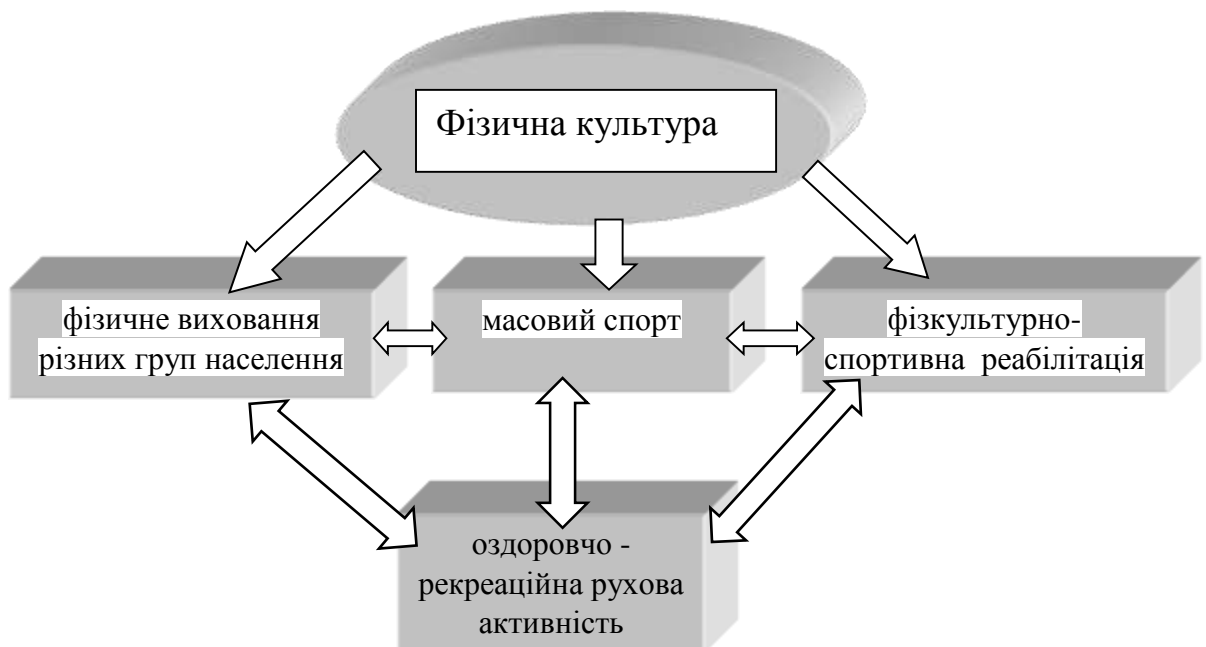 Фізична культура
фізичне виховання
різних груп населення
масовий спорт
фізкультурно-
спортивна реабілітація
оздоровчо -
рекреаційна рухова
активність